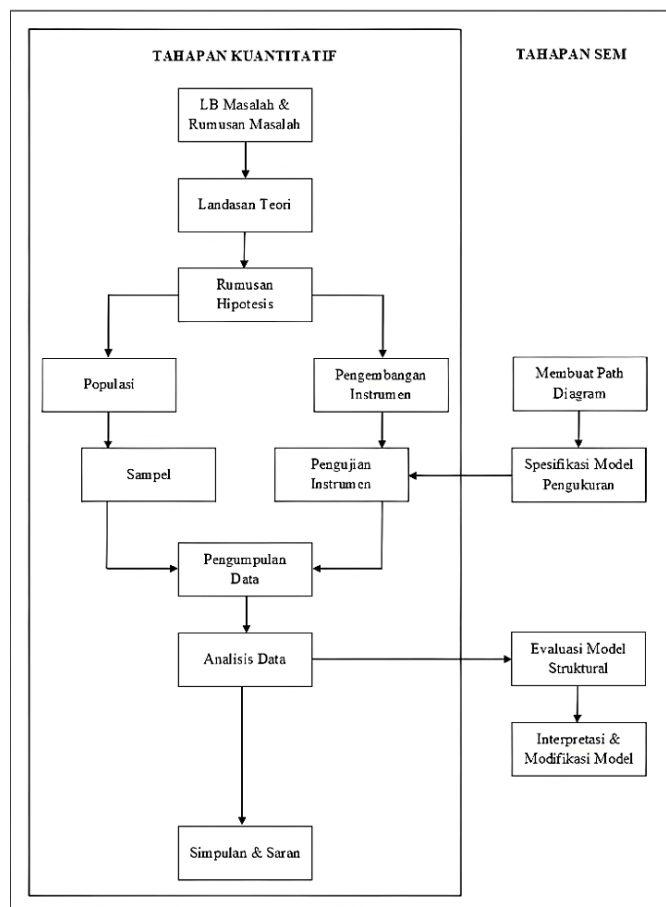 TAHAPAN KUANTITATIF
TAHAPAN SEM
LB Masalah &
Rumusan Masalah
Landasan Teori
Rumusan
Hipotesis
Populasi
Pengembangan
Instrumen
Membuat Path
Diagram
Sampel
Pengujian
Instrumen
Spesifikasi Model
Pengukuran
Pengumpulan
Data
Analisis Data
Evaluasi Model
Struktural
Interpretasi &
Modifikasi Model
Simpulan & Saran